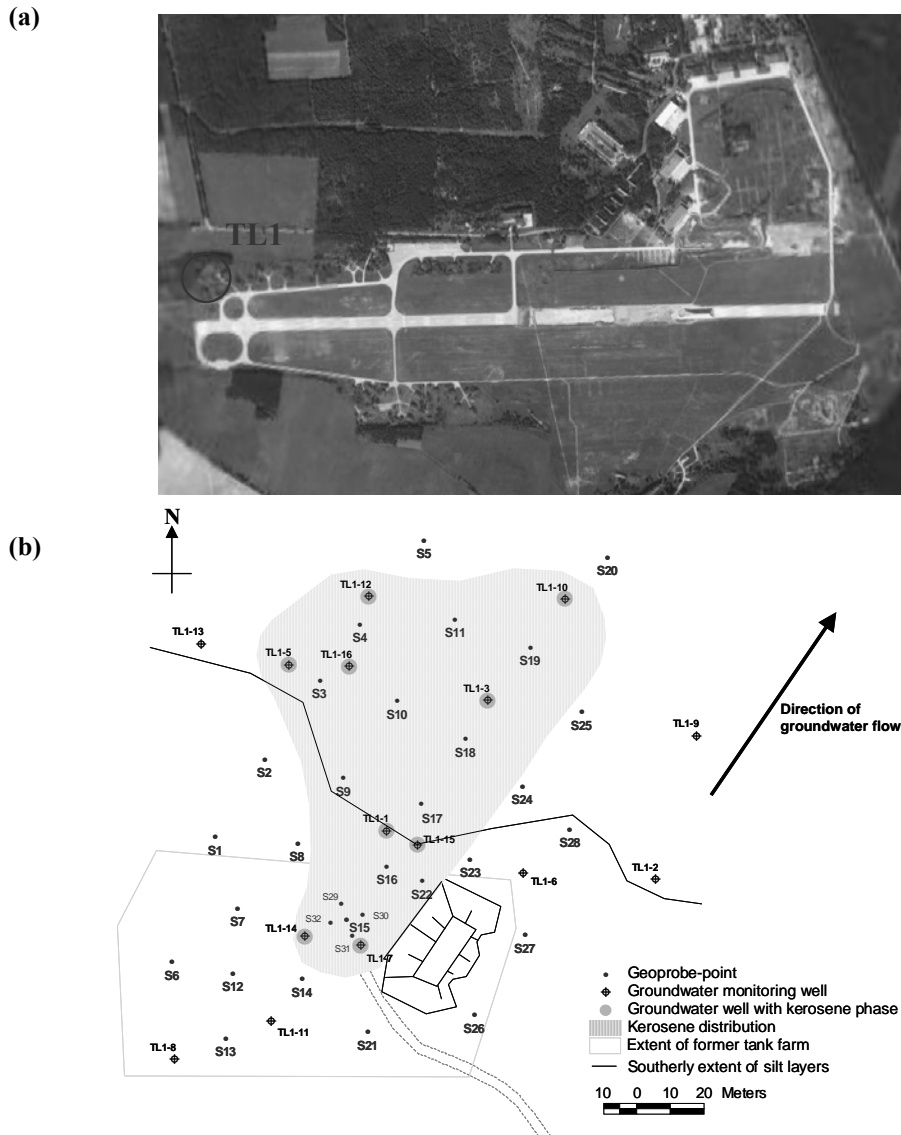 (a)
TL1
(b)
N
S5
S20
TL1-12
TL1-10
S4
S11
TL1-13
TL1-5
TL1-16
S19
S3
TL1-3
S10
S25
Direction of
groundwater flow
TL1-9
S18
S2
S9
S24
S17
TL1-1
TL1-15
S1
S8
S28
S16
S23
TL1-6
TL1-2
S22
S29
S7
S32
S30
S15
TL1-14
S31
TL1-7
S27
S6
S12
S14
S26
TL1-11
S13
S21
TL1-8
Geoprobe-point
Groundwater monitoring well
Groundwater well with kerosene phase
Kerosene distribution
Extent of former tank farm
Southerly extent of silt layers
10 0 10 20 Meters